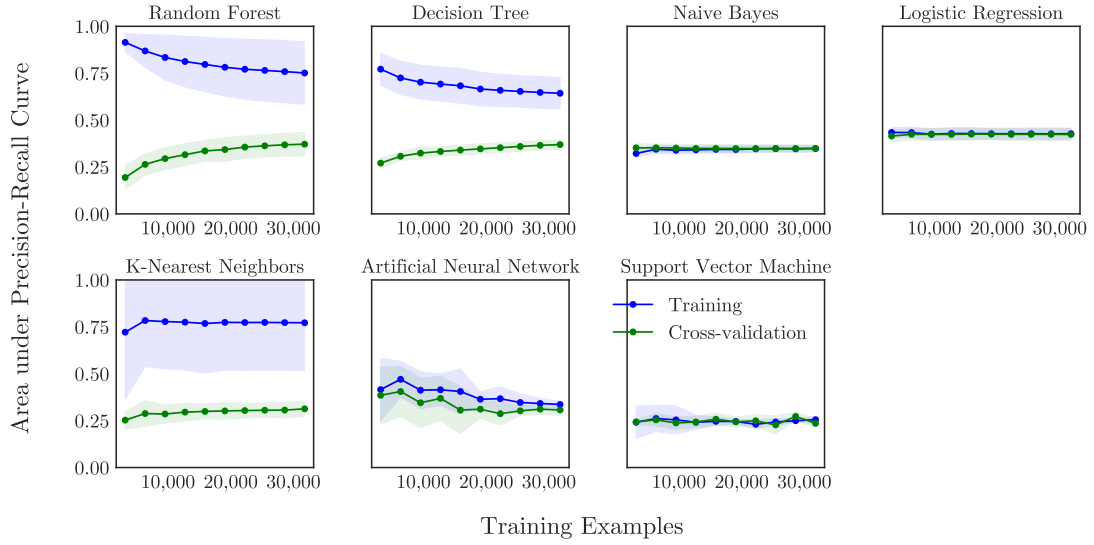 Random Forest
Decision Tree
Naive Bayes
Logistic Regression
Area under Precision-Recall Curve
1.00
0.75
0.50
0.25
0.00
10,000 20,000 30,000
10,000 20,000 30,000
10,000 20,000 30,000
10,000 20,000 30,000
K-Nearest Neighbors
Artificial Neural Network
Support Vector Machine
1.00
0.75
0.50
0.25
0.00
Training
Cross-validation
10,000 20,000 30,000
10,000 20,000 30,000
10,000 20,000 30,000
Training Examples